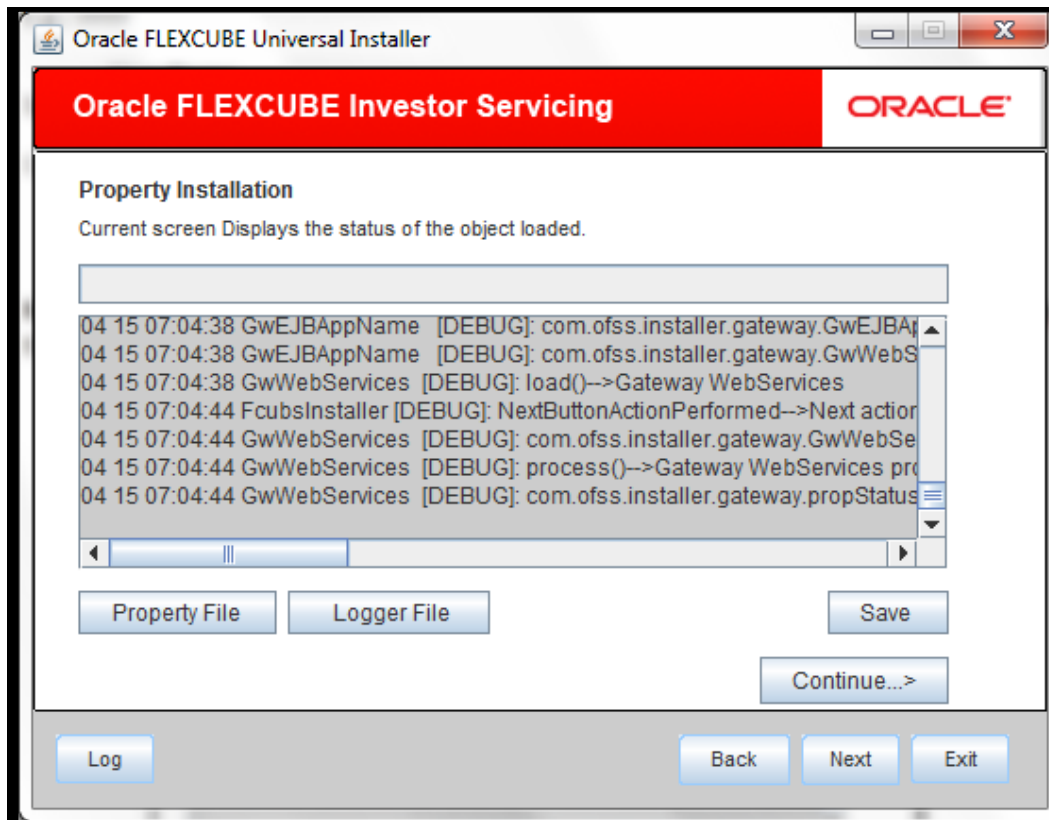 Oracle FLEXCUBE Universal Installer
Oracle FLEXCUBE Investor Servicing
ORACLE
Property Installation
Current screen Displays the status of the object loaded.
04 15 07:04:38 GwEJBAppName [DEBUG]: com.ofss.installer.gateway.GwEJBAp
04 15 07:04:38 GwEJBAppName [DEBUG]: com.ofss.installer.gateway.GwWebS
04 15 07:04:38 GwWebServices [DEBUG]: load()-->Gateway WebServices
04 15 07:04:44 FcubsInstaller [DEBUG]: NextButtonActionPerformed-->Next action
04 15 07:04:44 GwWebServices [DEBUG]: com.ofss.installer.gateway.GwWebSe
04 15 07:04:44 GwWebServices [DEBUG]: process()-->Gateway WebServices pro
04 15 07:04:44 GwWebServices [DEBUG]: com.ofss.installer.gateway.propStatus
Property File Logger File Save
Continue...>
Log Back Next Exit